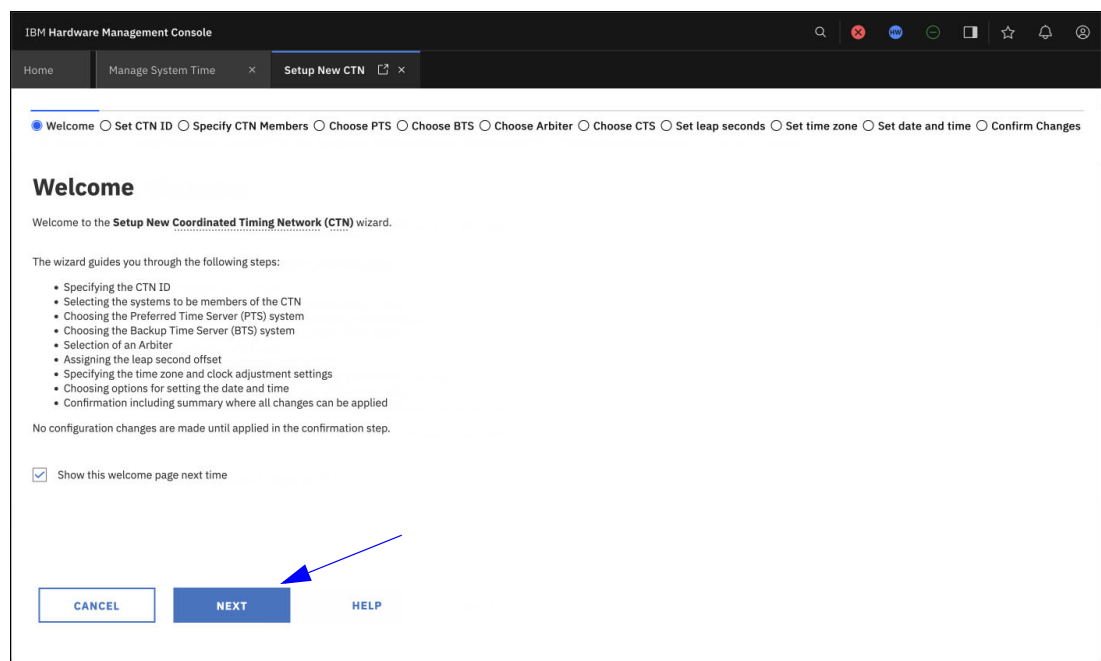 IBM Hardware Management Console
HW
Home Manage System Time Setup New CTN
Welcome Set CTN ID Specify CTN Members Choose PTS Choose BTS Choose Arbiter Choose CTS Set leap seconds Set time zone Set date and time Confirm Changes
Welcome
Welcome to the Setup New Coordinated Timing Network (CTN) wizard.
The wizard guides you through the following steps:
• Specifying the CTN ID
• Selecting the systems to be members of the CTN
• Choosing the Preferred Time Server (PTS) system
• Choosing the Backup Time Server (BTS) system
• Selection of an Arbiter
• Assigning the leap second offset
• Specifying the time zone and clock adjustment settings
• Choosing options for setting the date and time
• Confirmation including summary where all changes can be applied
No configuration changes are made until applied in the confirmation step.
Show this welcome page next time
CANCEL NEXT HELP